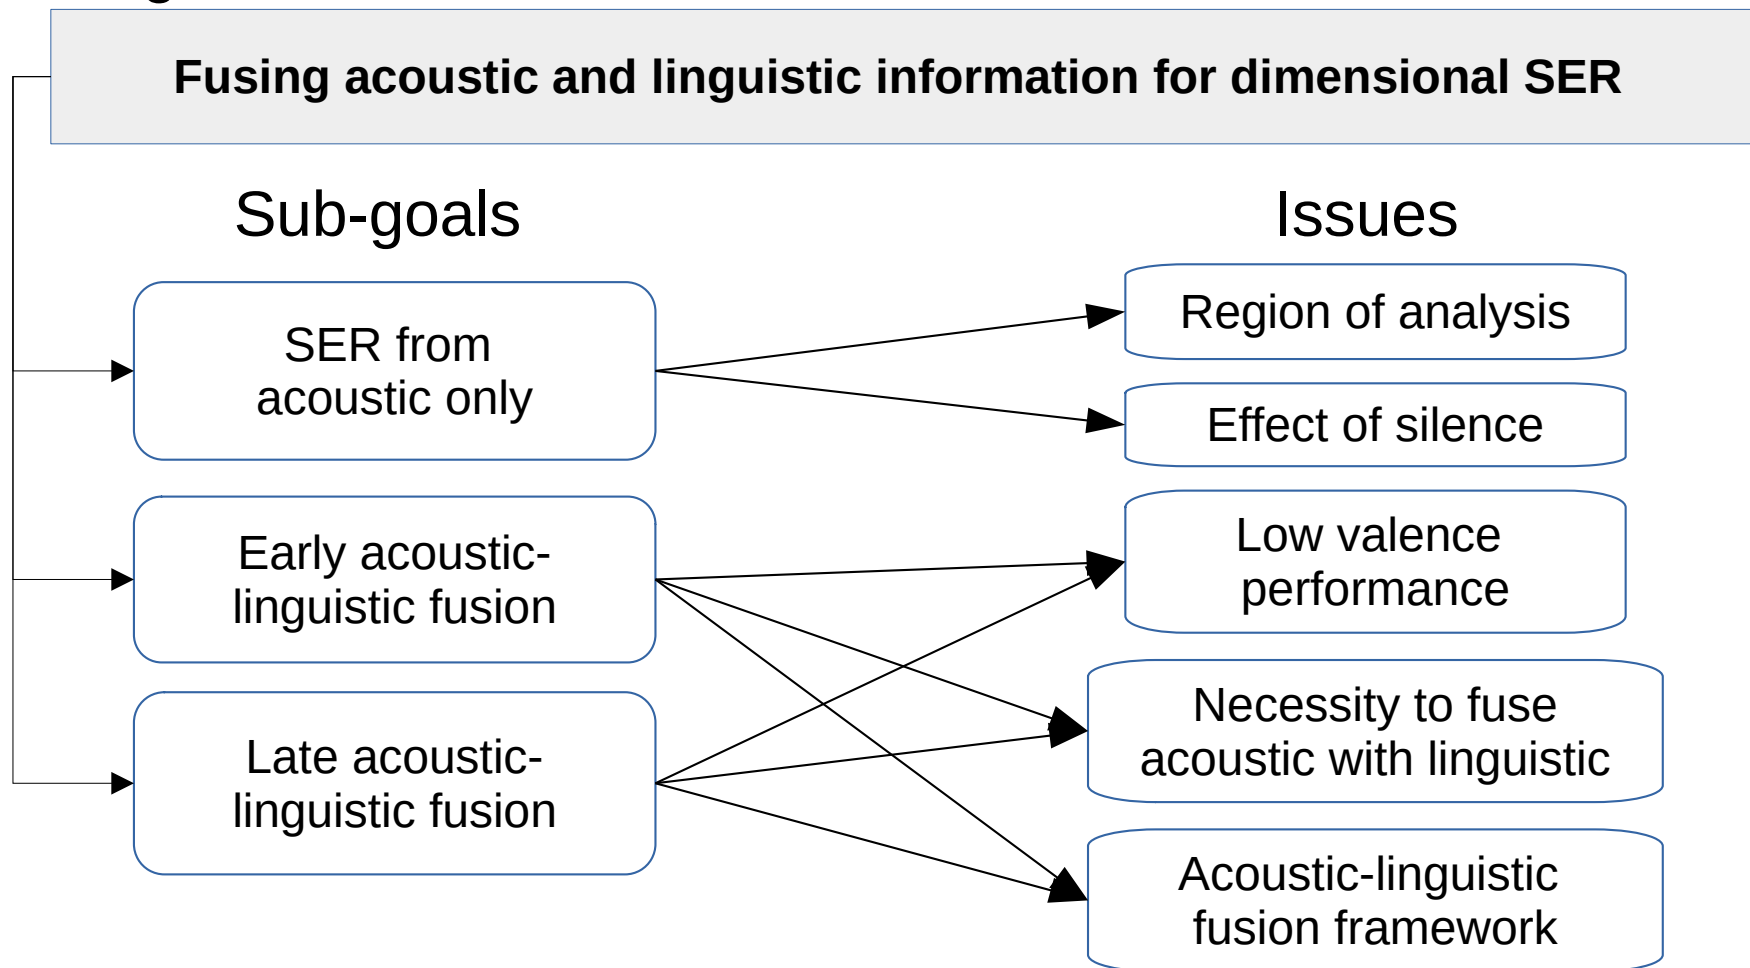 Fusing acoustic and linguistic information for dimensional SER
Sub-goals
Issues
SER from
acoustic only
Region of analysis
Effect of silence
Early acoustic-
linguistic fusion
Low valence
performance
Late acoustic-
linguistic fusion
Necessity to fuse
acoustic with linguistic
Acoustic-linguistic
fusion framework